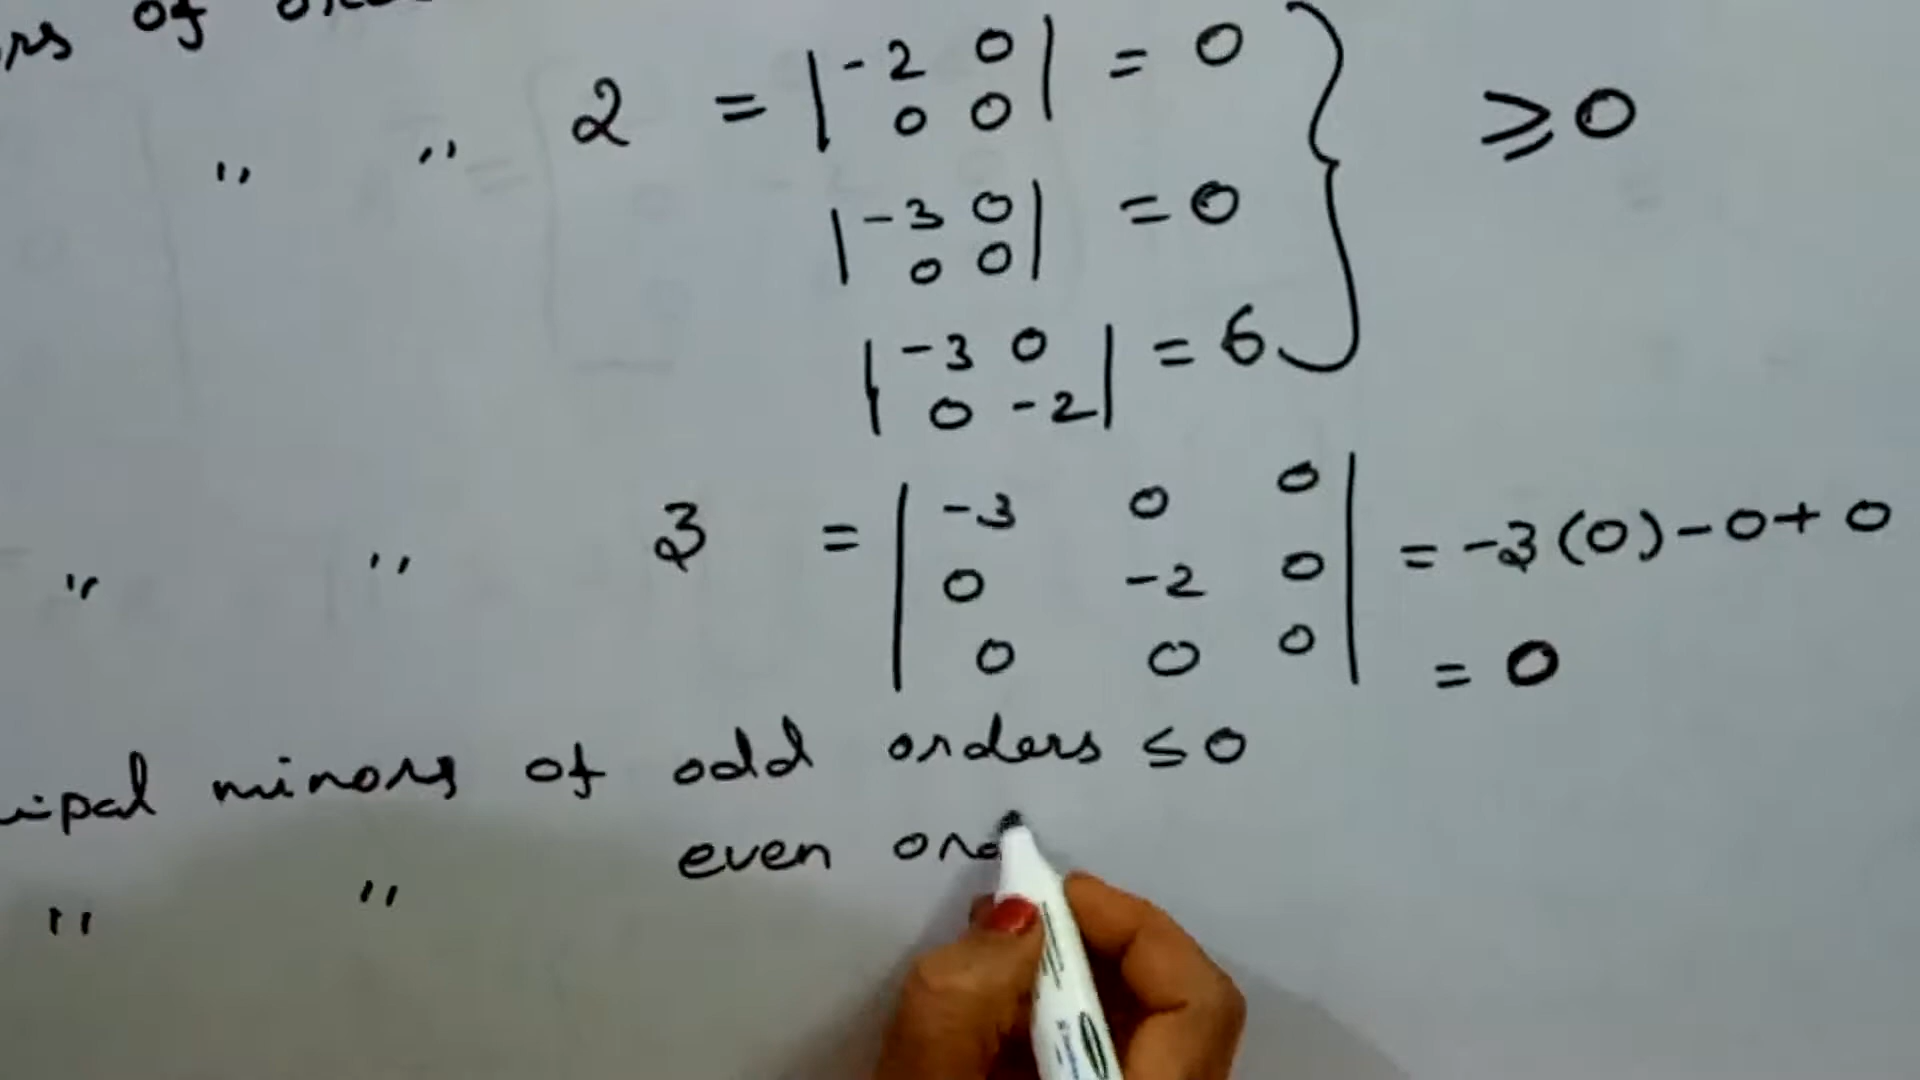 of
" " 2 = |-2 0| = 0
|0 0|
≥0
|-3 0| = 0
|0 0|
|-3 0| = 6
|0 -2|
" " 3 = |-3 0 0| = -3(0)-0+0
|0 -2 0|
|0 0 0| = 0
minors of odd orders ≤0
" " even